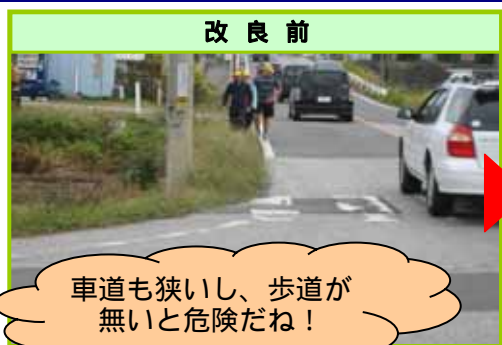 改良前
車道も狭いし、歩道が
無いと危険だね！